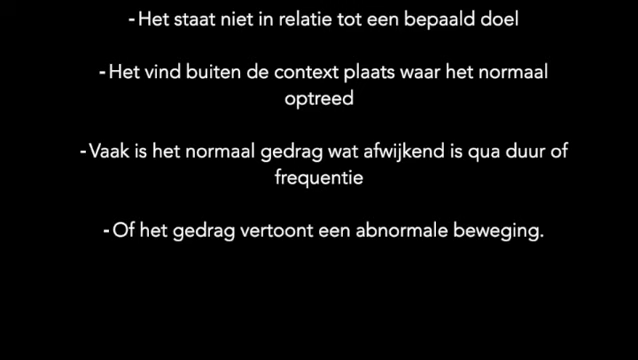 -Het staat niet in relatie tot een bepaald doel
-Het vind buiten de context plaats waar het normaal
optreed
-Vaak is het normaal gedrag wat afwijkend is qua duur of
frequentie
-Of het gedrag vertoont een abnormale beweging.